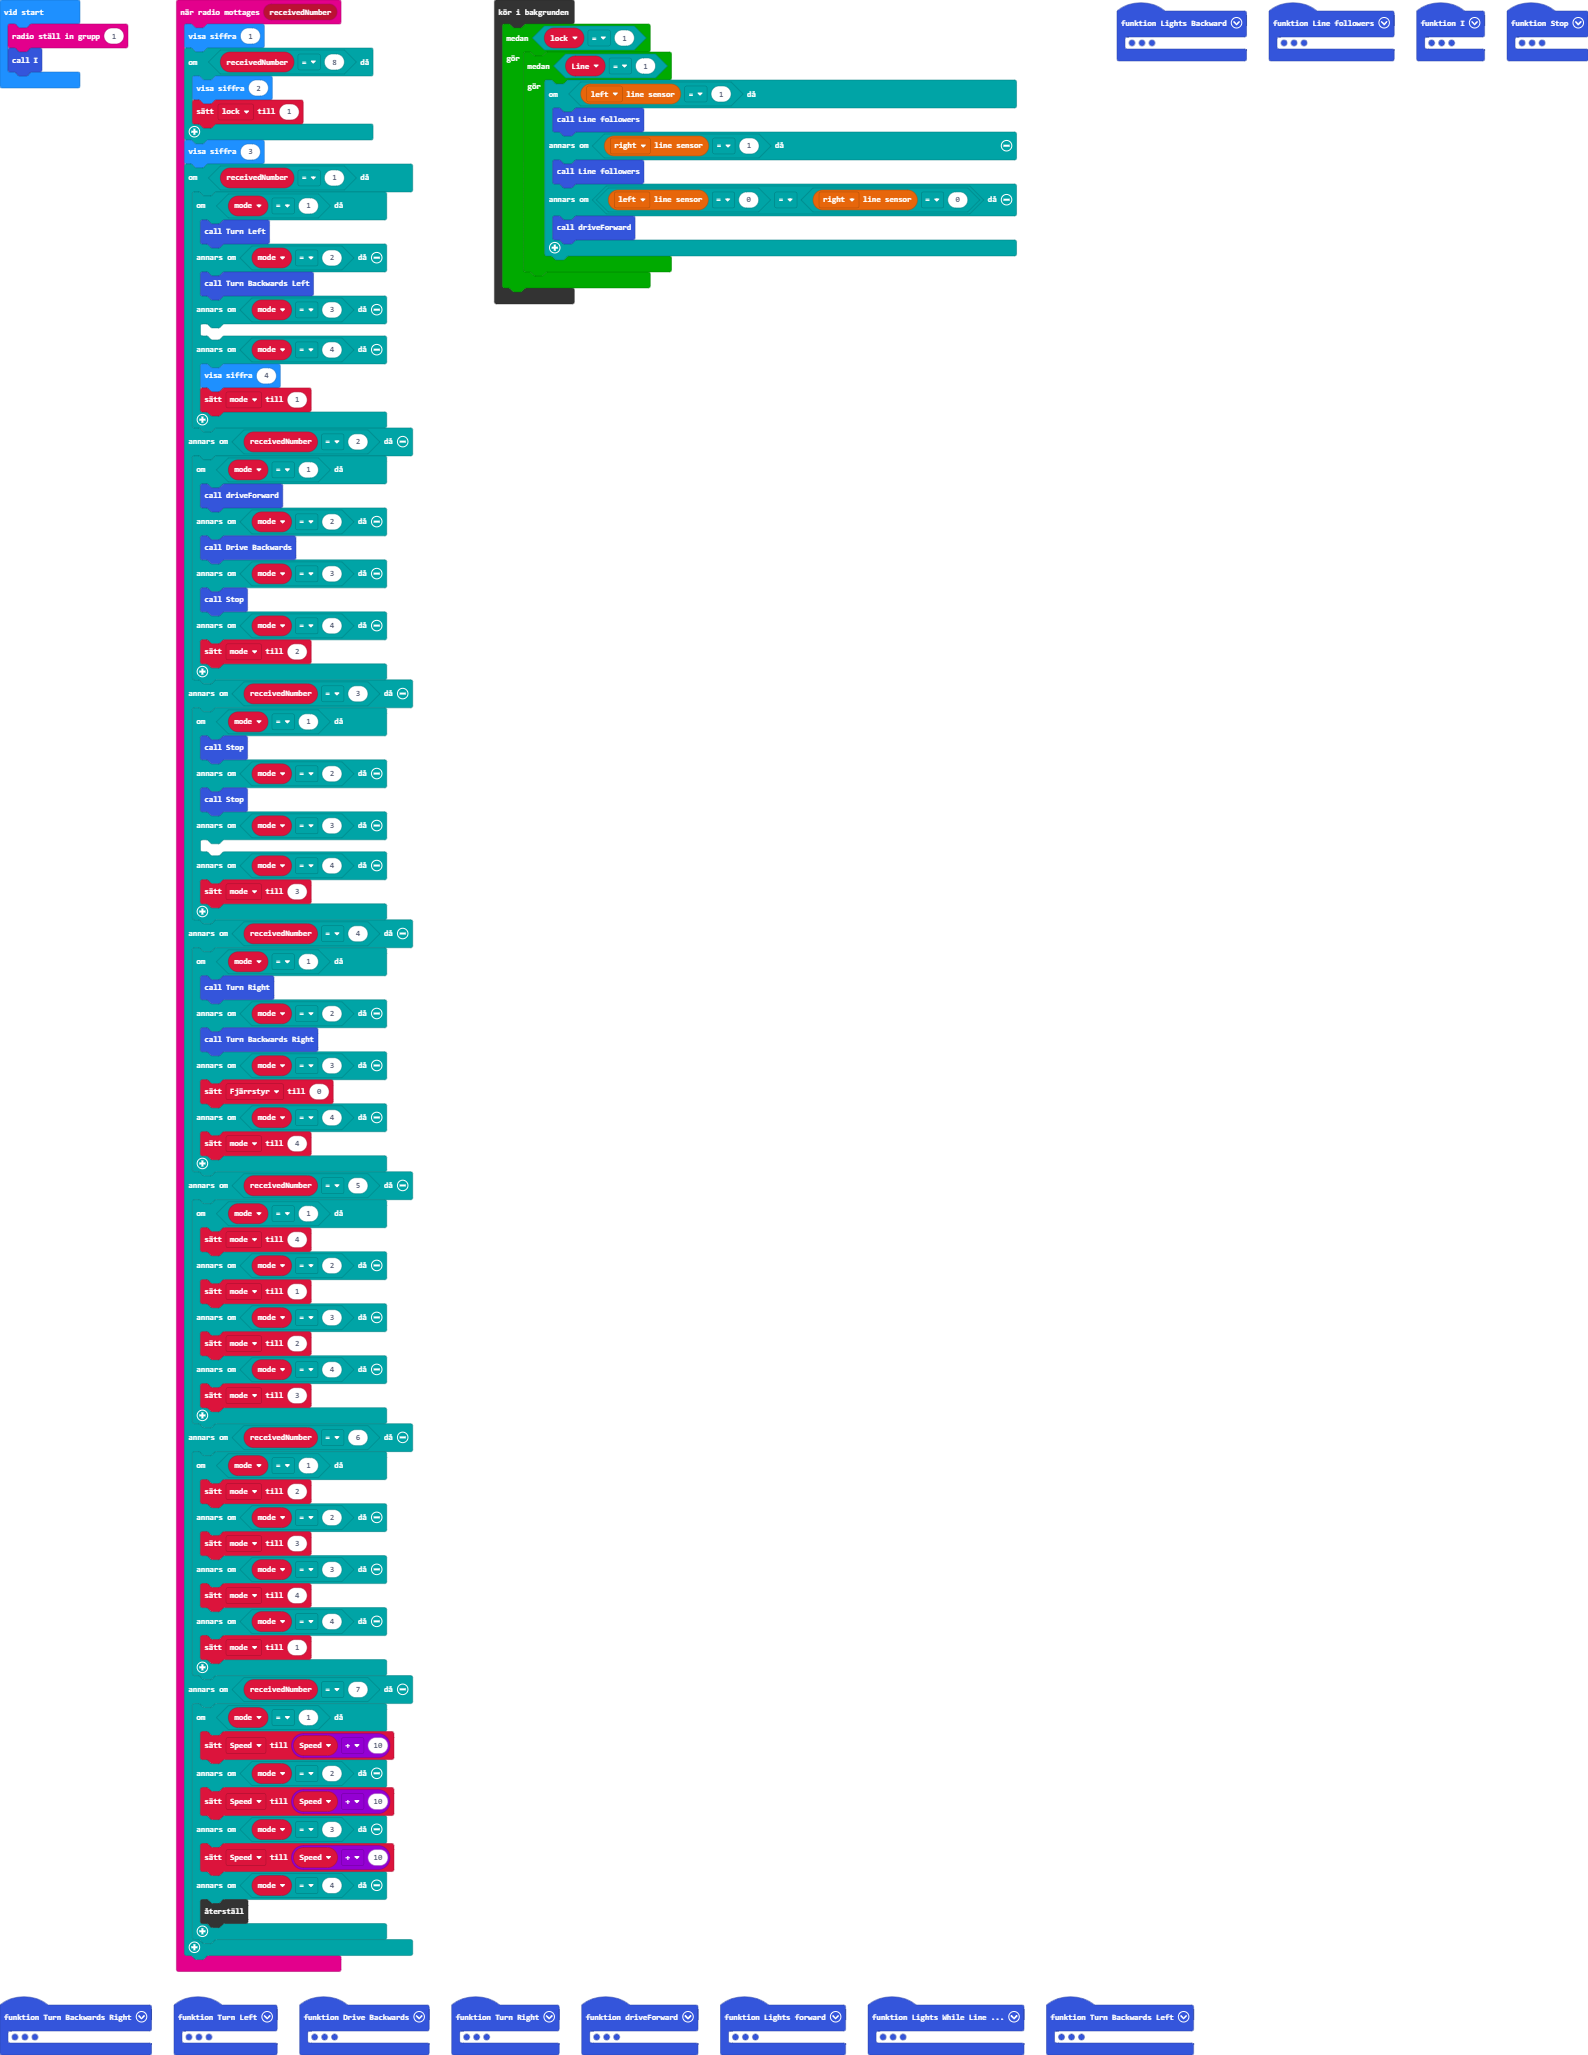 vid start
radio ställ in grupp 1
call I
när radio mottages receivedNumber
visa siffra 1
om receivedNumber = 8 då
visa siffra 2
sätt lock till 1
visa siffra 3
om receivedNumber = 1 då
om mode = 1 då
call Turn Left
annars om mode = 2 då
call Turn Backwards Left
annars om mode = 3 då
annars om mode = 4 då
visa siffra 4
sätt mode till 1
annars om receivedNumber = 2 då
om mode = 1 då
call driveForward
annars om mode = 2 då
call Drive Backwards
annars om mode = 3 då
call Stop
annars om mode = 4 då
sätt mode till 2
annars om receivedNumber = 3 då
om mode = 1 då
call Stop
annars om mode = 2 då
call Stop
annars om mode = 3 då
annars om mode = 4 då
sätt mode till 3
annars om receivedNumber = 4 då
om mode = 1 då
call Turn Right
annars om mode = 2 då
call Turn Backwards Right
annars om mode = 3 då
sätt Fjärrstyr till 0
annars om mode = 4 då
sätt mode till 4
annars om receivedNumber = 5 då
om mode = 1 då
sätt mode till 4
annars om mode = 2 då
sätt mode till 1
annars om mode = 3 då
sätt mode till 2
annars om mode = 4 då
sätt mode till 3
annars om receivedNumber = 6 då
om mode = 1 då
sätt mode till 2
annars om mode = 2 då
sätt mode till 3
annars om mode = 3 då
sätt mode till 4
annars om mode = 4 då
sätt mode till 1
annars om receivedNumber = 7 då
om mode = 1 då
sätt Speed till Speed + 10
annars om mode = 2 då
sätt Speed till Speed + 10
annars om mode = 3 då
sätt Speed till Speed + 10
annars om mode = 4 då
återställ
kör i bakgrunden
medan lock = 1
gör medan Line = 1
gör om left line sensor = 1 då
call Line followers
annars om right line sensor = 1 då
call Line followers
annars om left line sensor = 0 = right line sensor = 0 då
call driveForward
funktion Lights Backward
funktion Line followers
funktion I
funktion Stop
funktion Turn Backwards Right
funktion Turn Left
funktion Drive Backwards
funktion Turn Right
funktion driveForward
funktion Lights forward
funktion Lights While Line ...
funktion Turn Backwards Left